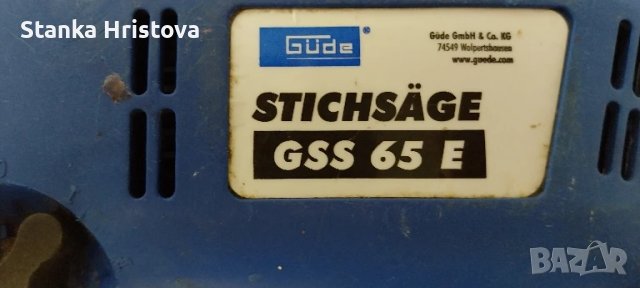 Stanka Hristova
Güde ®
Güde GmbH & Co. KG
74549 Wolpertshausen
www.guede.com
STICHSÄGE
GSS 65 E
BAZAR